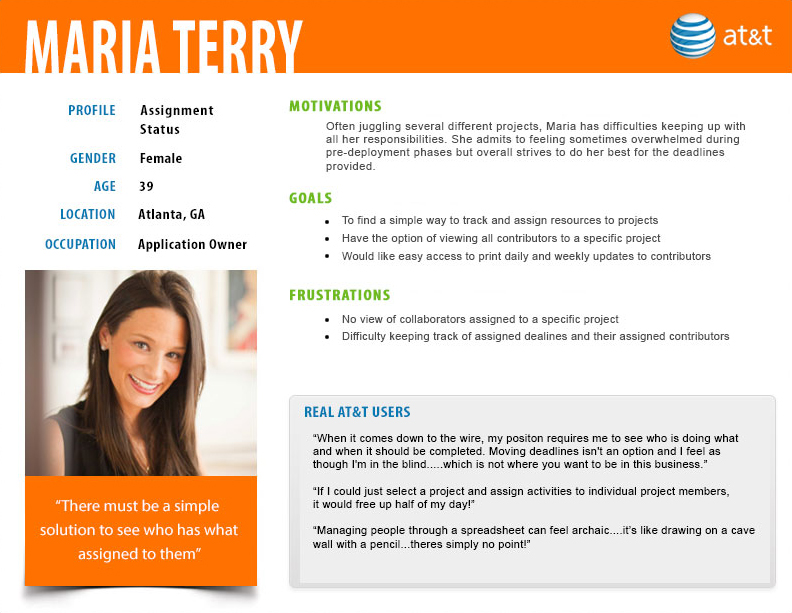 MARIA TERRY
at&t
PROFILE Assignment
Status
GENDER Female
AGE 39
LOCATION Atlanta, GA
OCCUPATION Application Owner
“There must be a simple
solution to see who has what
assigned to them”
MOTIVATIONS
Often juggling several different projects, Maria has difficulties keeping up with
all her responsibilities. She admits to feeling sometimes overwhelmed during
pre-deployment phases but overall strives to do her best for the deadlines
provided.
GOALS
• To find a simple way to track and assign resources to projects
• Have the option of viewing all contributors to a specific project
• Would like easy access to print daily and weekly updates to contributors
FRUSTRATIONS
• No view of collaborators assigned to a specific project
• Difficulty keeping track of assigned dealines and their assigned contributors
REAL AT&T USERS
“When it comes down to the wire, my positon requires me to see who is doing what
and when it should be completed. Moving deadlines isn't an option and I feel as
though I'm in the blind.....which is not where you want to be in this business.”
“If I could just select a project and assign activities to individual project members,
it would free up half of my day!”
“Managing people through a spreadsheet can feel archaic....it’s like drawing on a cave
wall with a pencil...theres simply no point!”